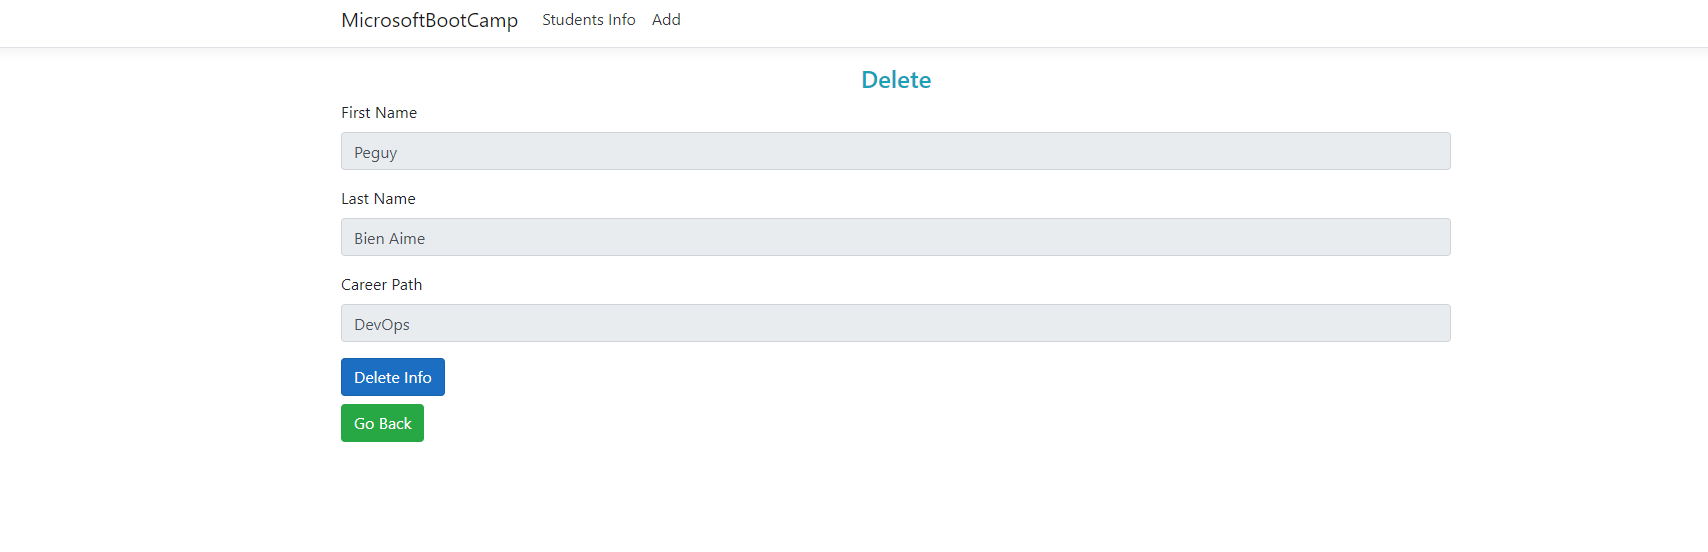 MicrosoftBootCamp Students Info Add
Delete
First Name
Peguy
Last Name
Bien Aime
Career Path
DevOps
Delete Info
Go Back